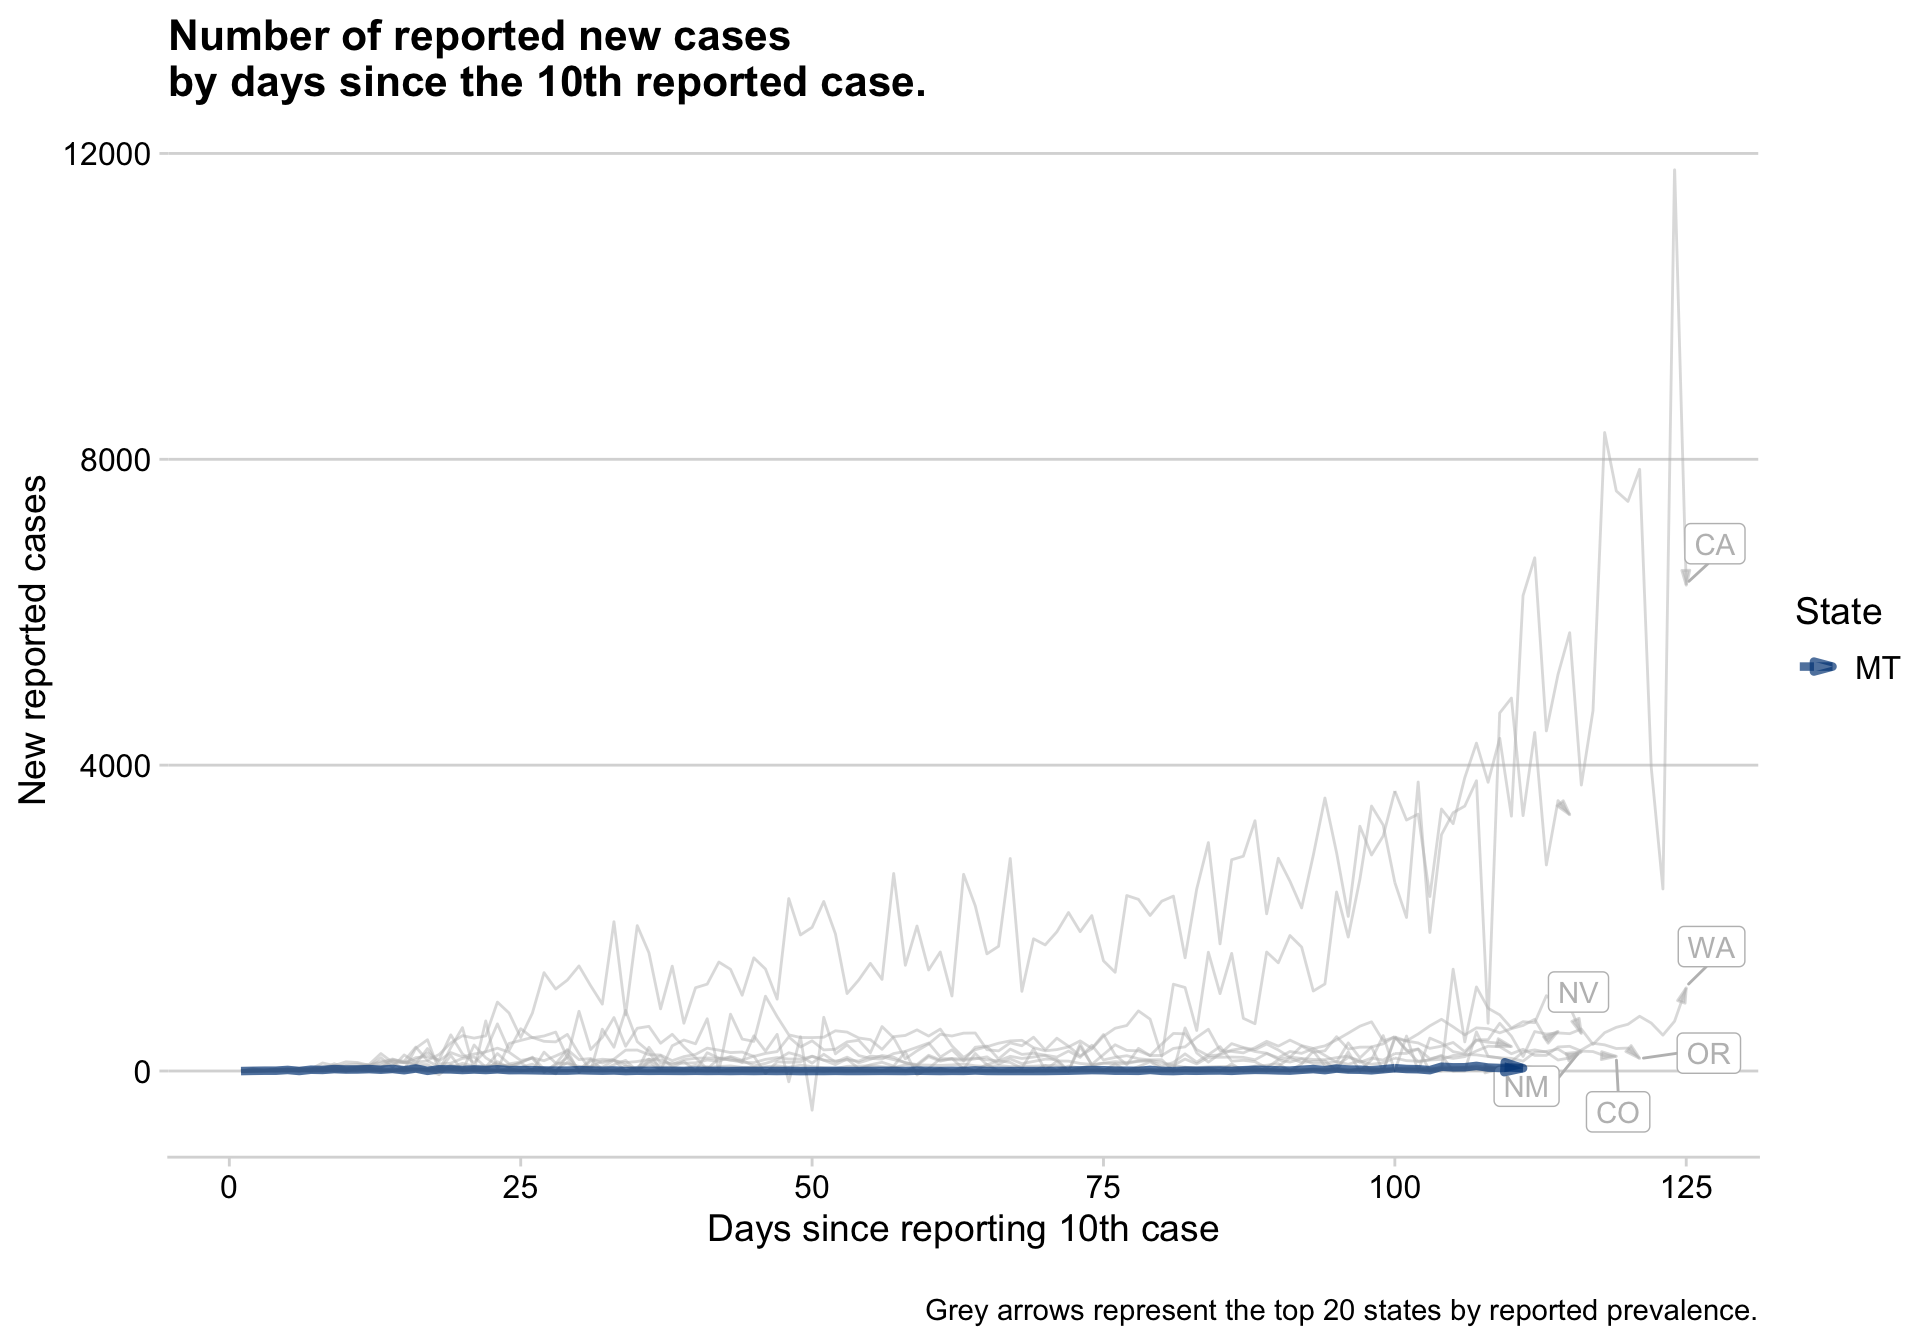 Number of reported new cases
by days since the 10th reported case.
12000
8000
4000
0
New reported cases
CA
WA
NV
OR
NM
CO
State
MT
0 25 50 75 100 125
Days since reporting 10th case
Grey arrows represent the top 20 states by reported prevalence.